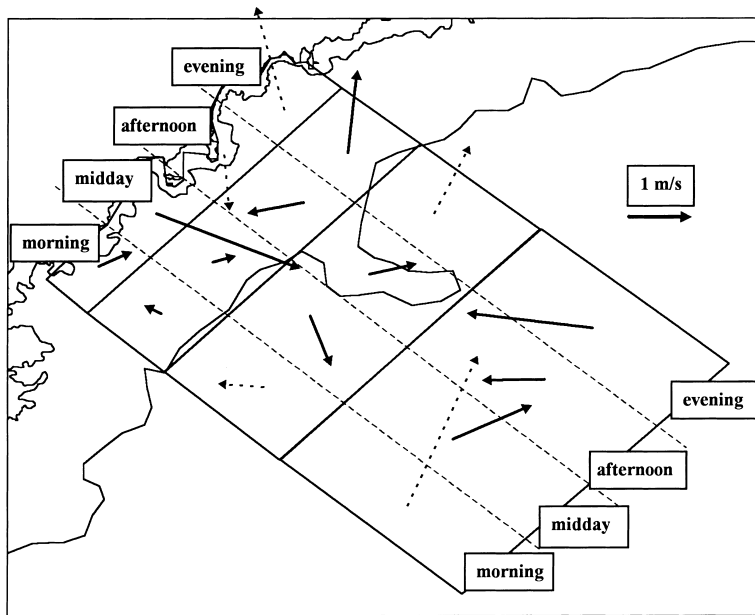 evening
afternoon
midday
1 m/s
morning
evening
afternoon
midday
morning